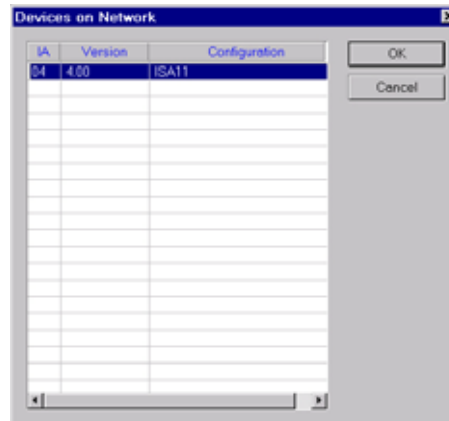 Devices on Network
IA Version Configuration
04 4.00 ISA11
OK
Cancel